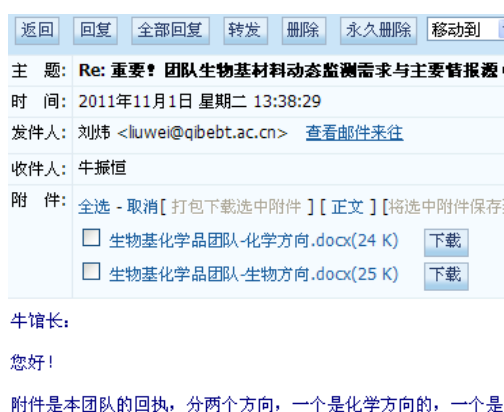 返回 回复 全部回复 转发 删除 永久删除 移动到
主 题: Re: 重要! 团队生物基材料动态监测需求与主要情报源
时 间: 2011年11月1日 星期二 13:38:29
发件人: 刘炜 <liuwei@qibebt.ac.cn> 查看邮件来往
收件人: 牛振恒
附 件: 全选 - 取消[ 打包下载选中附件 ] [ 正文 ] [将选中附件保存
生物基化学品团队-化学方向.docx(24 K) 下载
生物基化学品团队-生物方向.docx(25 K) 下载
牛馆长:
您好!
附件是本团队的回执, 分两个方向, 一个是化学方向的, 一个是